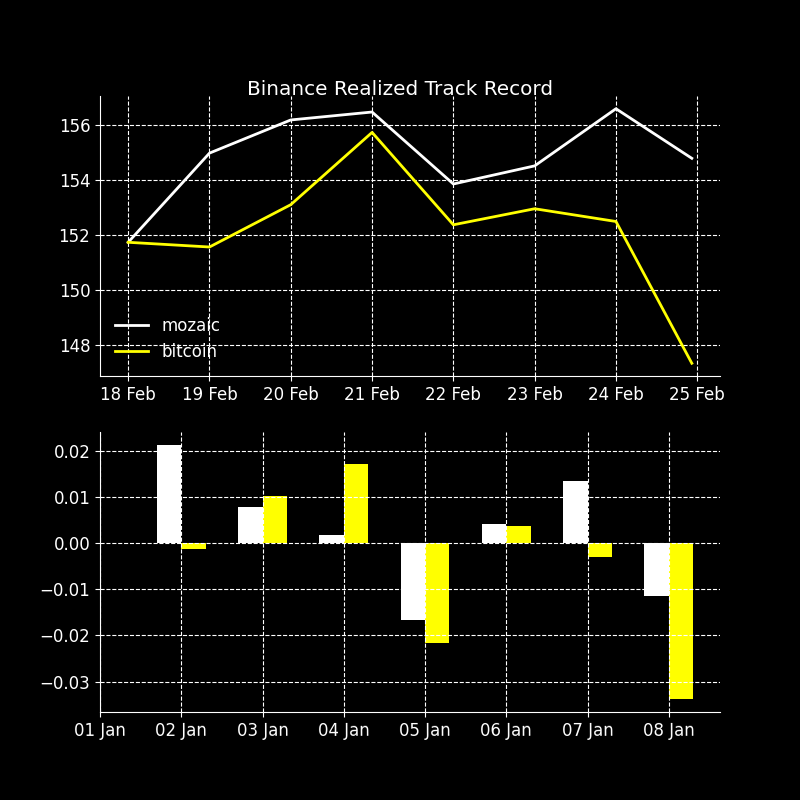 Binance Realized Track Record
156
154
152
150
148
mozaic
bitcoin
18 Feb 19 Feb 20 Feb 21 Feb 22 Feb 23 Feb 24 Feb 25 Feb
0.02
0.01
0.00
−0.01
−0.02
−0.03
01 Jan 02 Jan 03 Jan 04 Jan 05 Jan 06 Jan 07 Jan 08 Jan